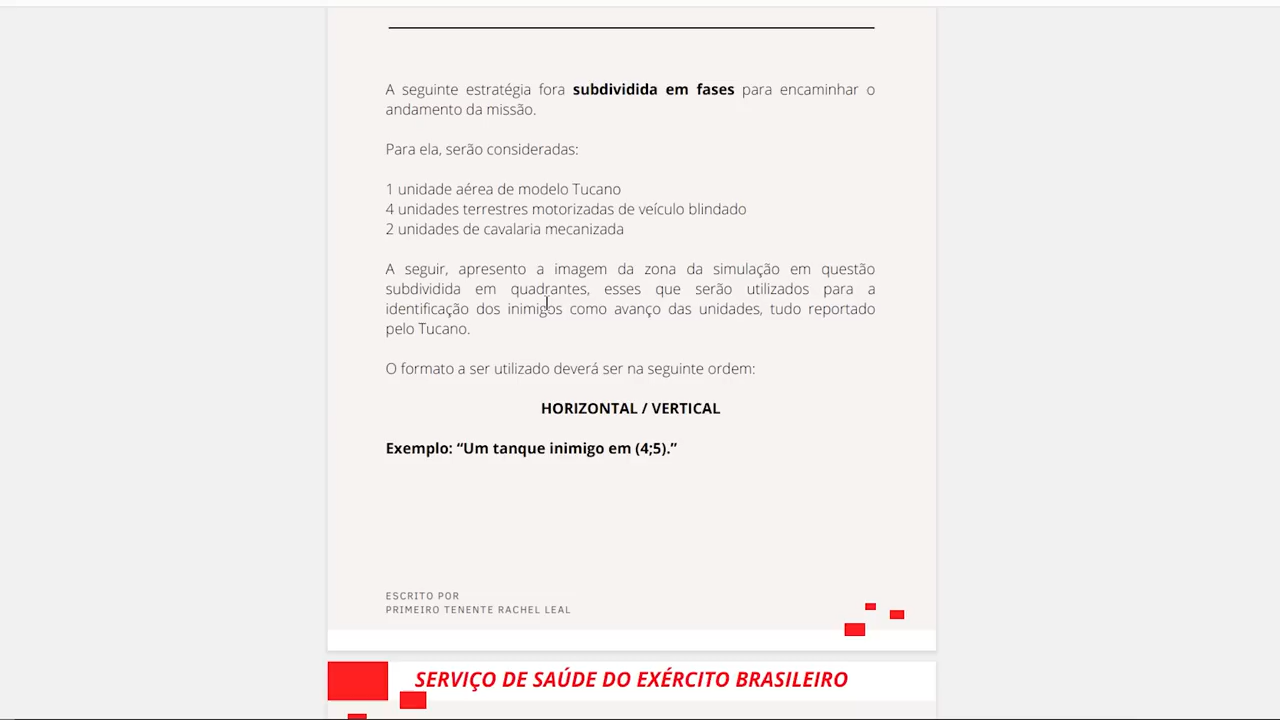 A seguinte estratégia fora subdividida em fases para encaminhar o
andamento da missão.
Para ela, serão consideradas:
1 unidade aérea de modelo Tucano
4 unidades terrestres motorizadas de veículo blindado
2 unidades de cavalaria mecanizada
A seguir, apresento a imagem da zona da simulação em questão
subdividida em quadrantes, esses que serão utilizados para a
identificação dos inimigos como avanço das unidades, tudo reportado
pelo Tucano.
O formato a ser utilizado deverá ser na seguinte ordem:
HORIZONTAL / VERTICAL
Exemplo: “Um tanque inimigo em (4;5).”
ESCRITO POR
PRIMEIRO TENENTE RACHEL LEAL
SERVIÇO DE SAÚDE DO EXÉRCITO BRASILEIRO